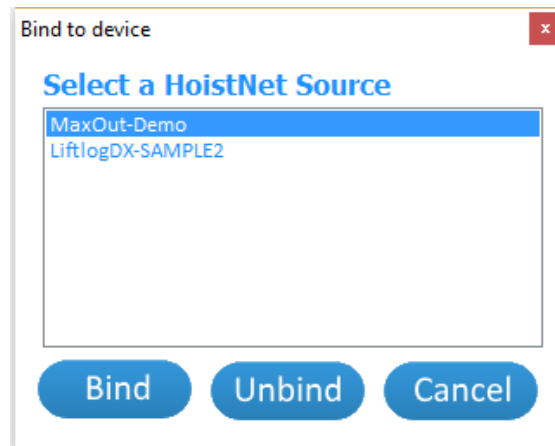 Bind to device
x
Select a HoistNet Source
MaxOut-Demo
LiftlogDX-SAMPLE2
Bind Unbind Cancel